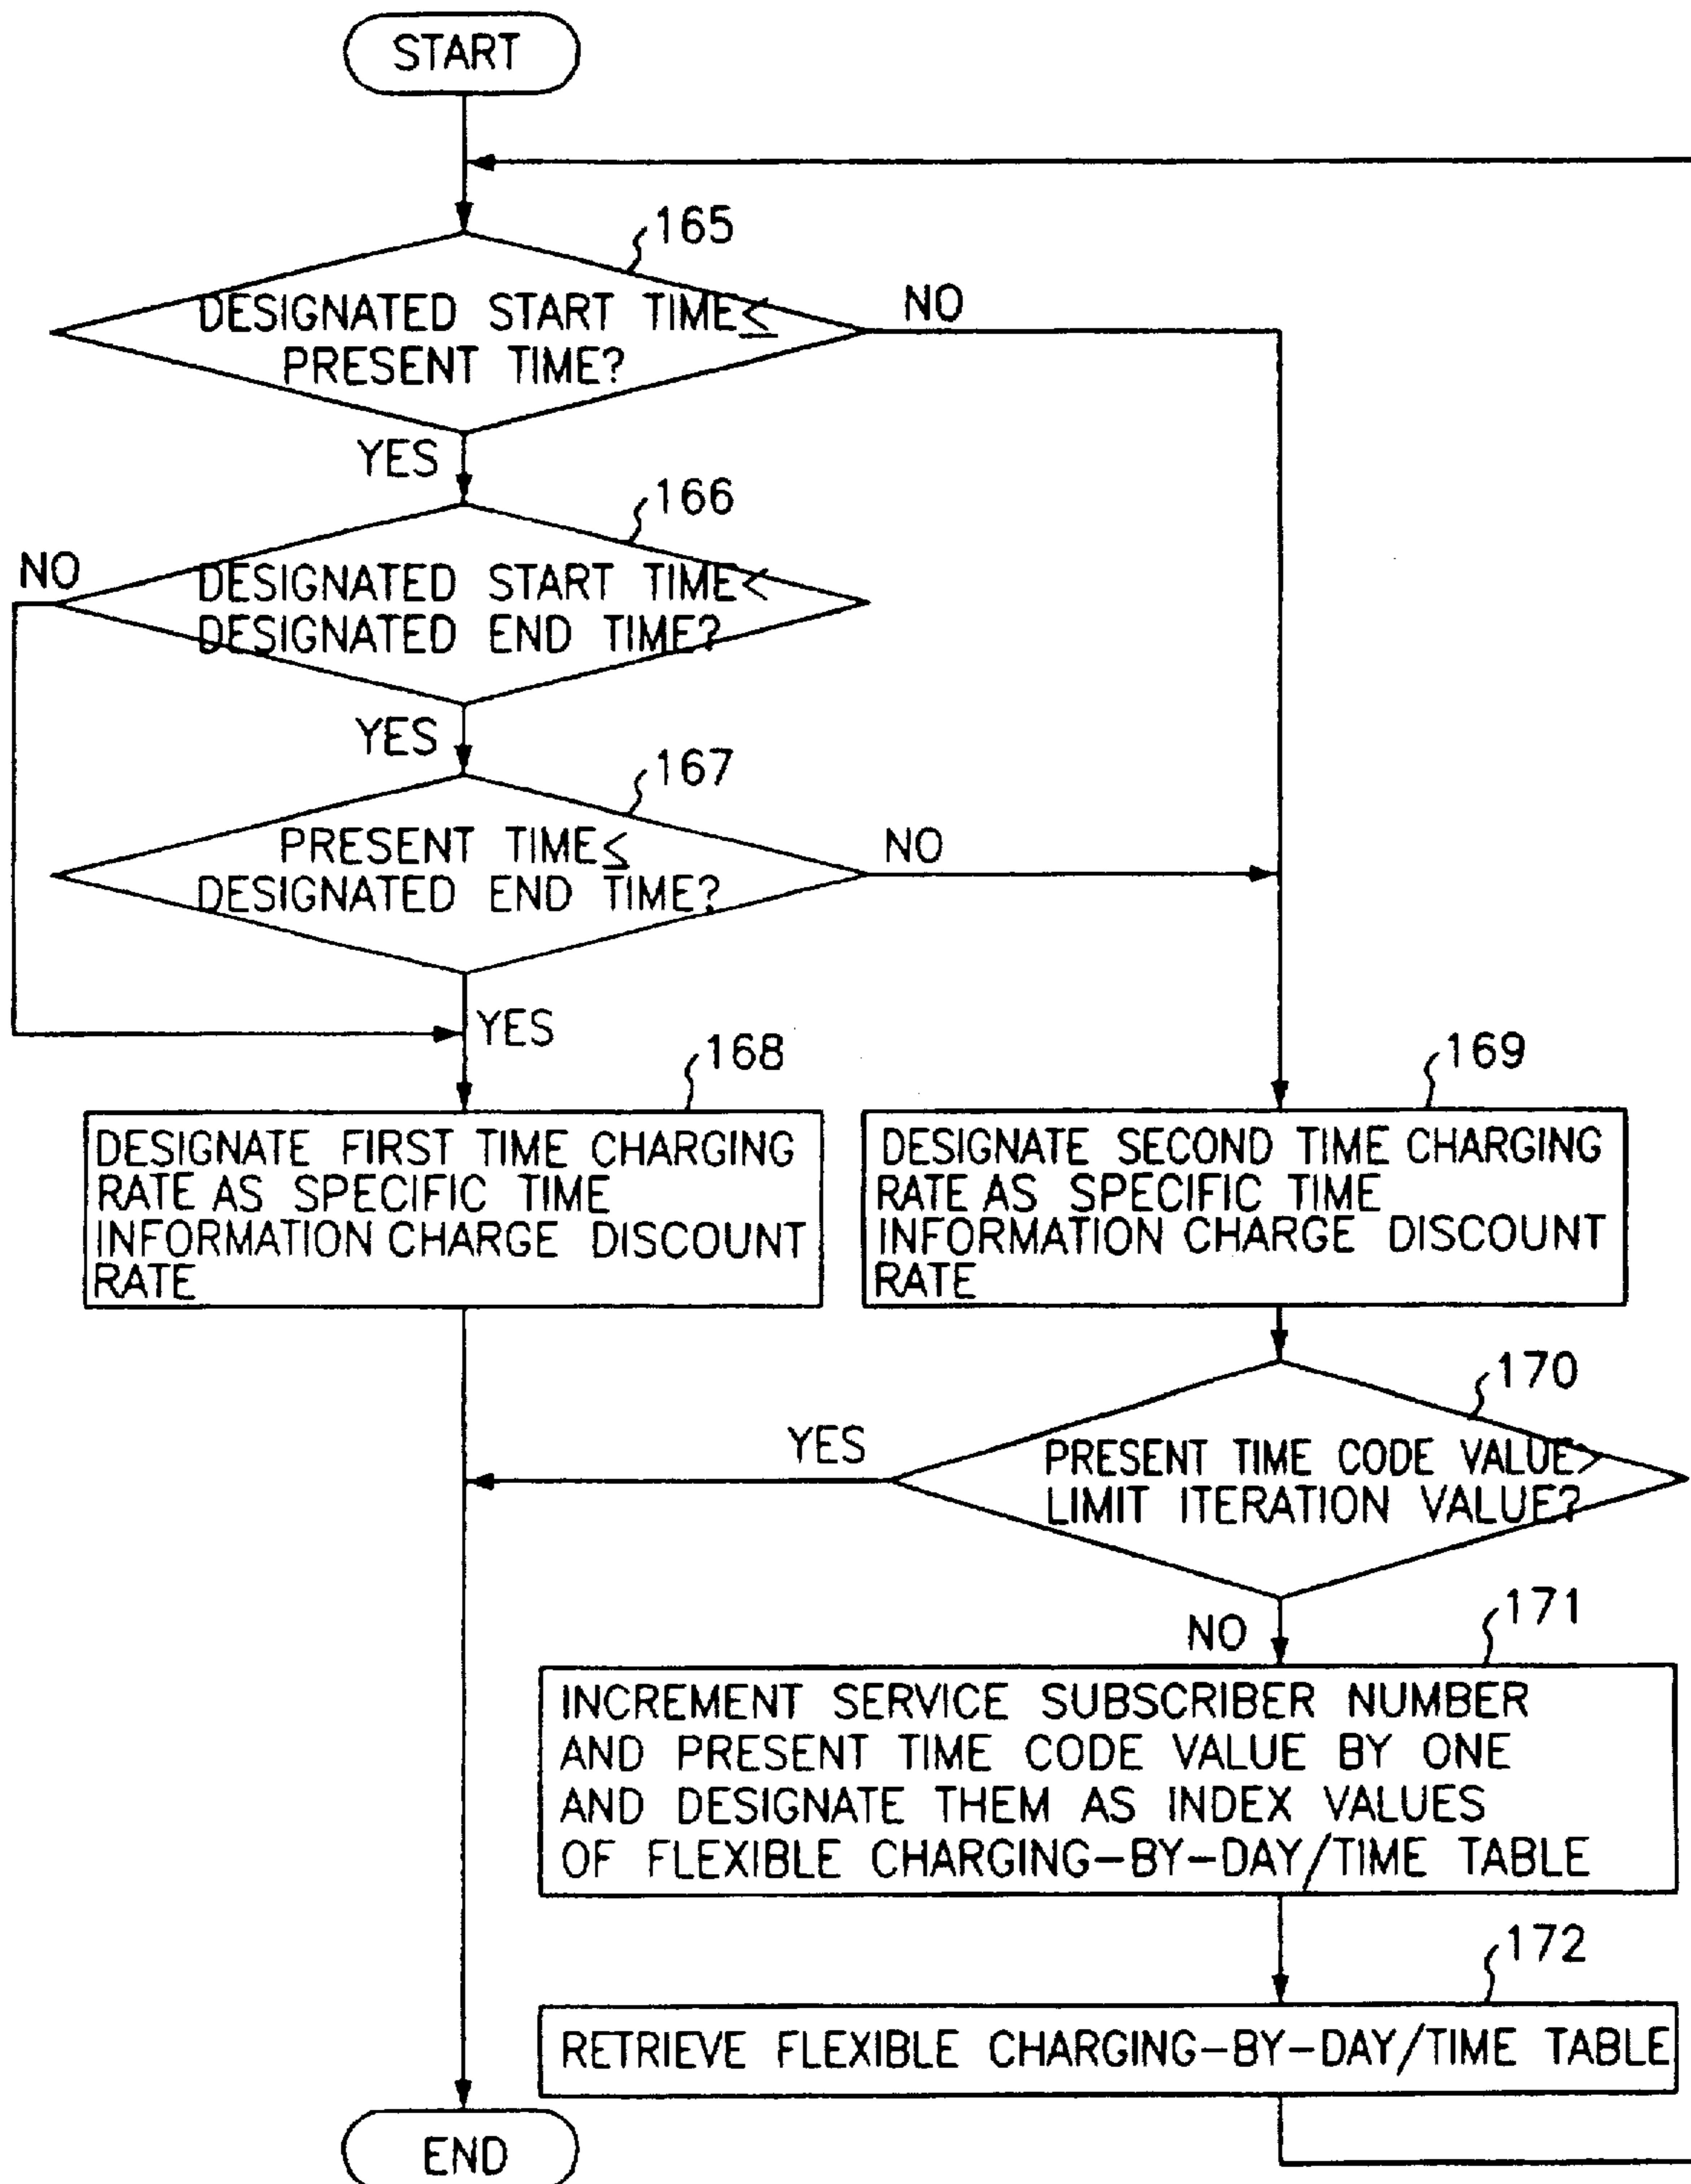 START
165
DESIGNATED START TIME≤
PRESENT TIME?
NO
YES
166
NO
DESIGNATED START TIME<
DESIGNATED END TIME?
YES
167
PRESENT TIME≤
DESIGNATED END TIME?
NO
YES
168
DESIGNATE FIRST TIME CHARGING
RATE AS SPECIFIC TIME
INFORMATION CHARGE DISCOUNT
RATE
169
DESIGNATE SECOND TIME CHARGING
RATE AS SPECIFIC TIME
INFORMATION CHARGE DISCOUNT
RATE
170
YES
PRESENT TIME CODE VALUE>
LIMIT ITERATION VALUE?
NO
171
INCREMENT SERVICE SUBSCRIBER NUMBER
AND PRESENT TIME CODE VALUE BY ONE
AND DESIGNATE THEM AS INDEX VALUES
OF FLEXIBLE CHARGING-BY-DAY/TIME TABLE
172
RETRIEVE FLEXIBLE CHARGING-BY-DAY/TIME TABLE
END